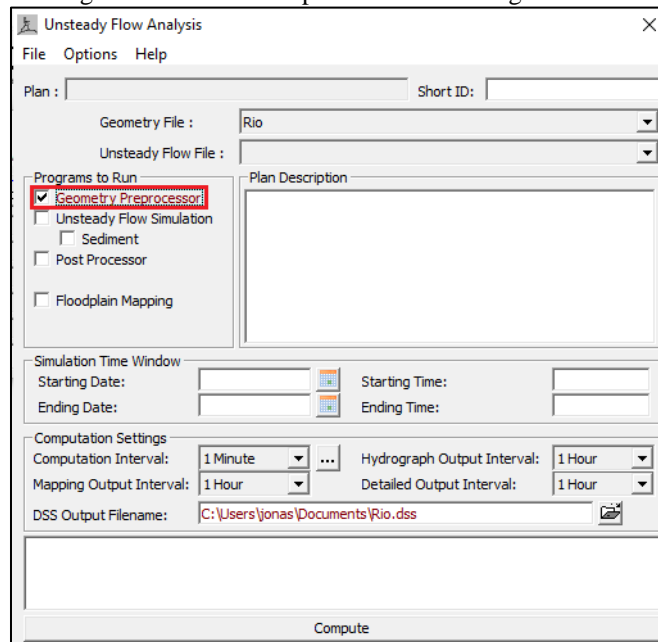 Unsteady Flow Analysis
File Options Help
Plan : Short ID:
Geometry File : Rio
Unsteady Flow File :
Programs to Run
Geometry Preprocessor
Unsteady Flow Simulation
Sediment
Post Processor
Floodplain Mapping
Plan Description
Simulation Time Window
Starting Date: Starting Time:
Ending Date: Ending Time:
Computation Settings
Computation Interval: 1 Minute ... Hydrograph Output Interval: 1 Hour
Mapping Output Interval: 1 Hour Detailed Output Interval: 1 Hour
DSS Output Filename: C:\Users\jonas\Documents\Rio.dss
Compute